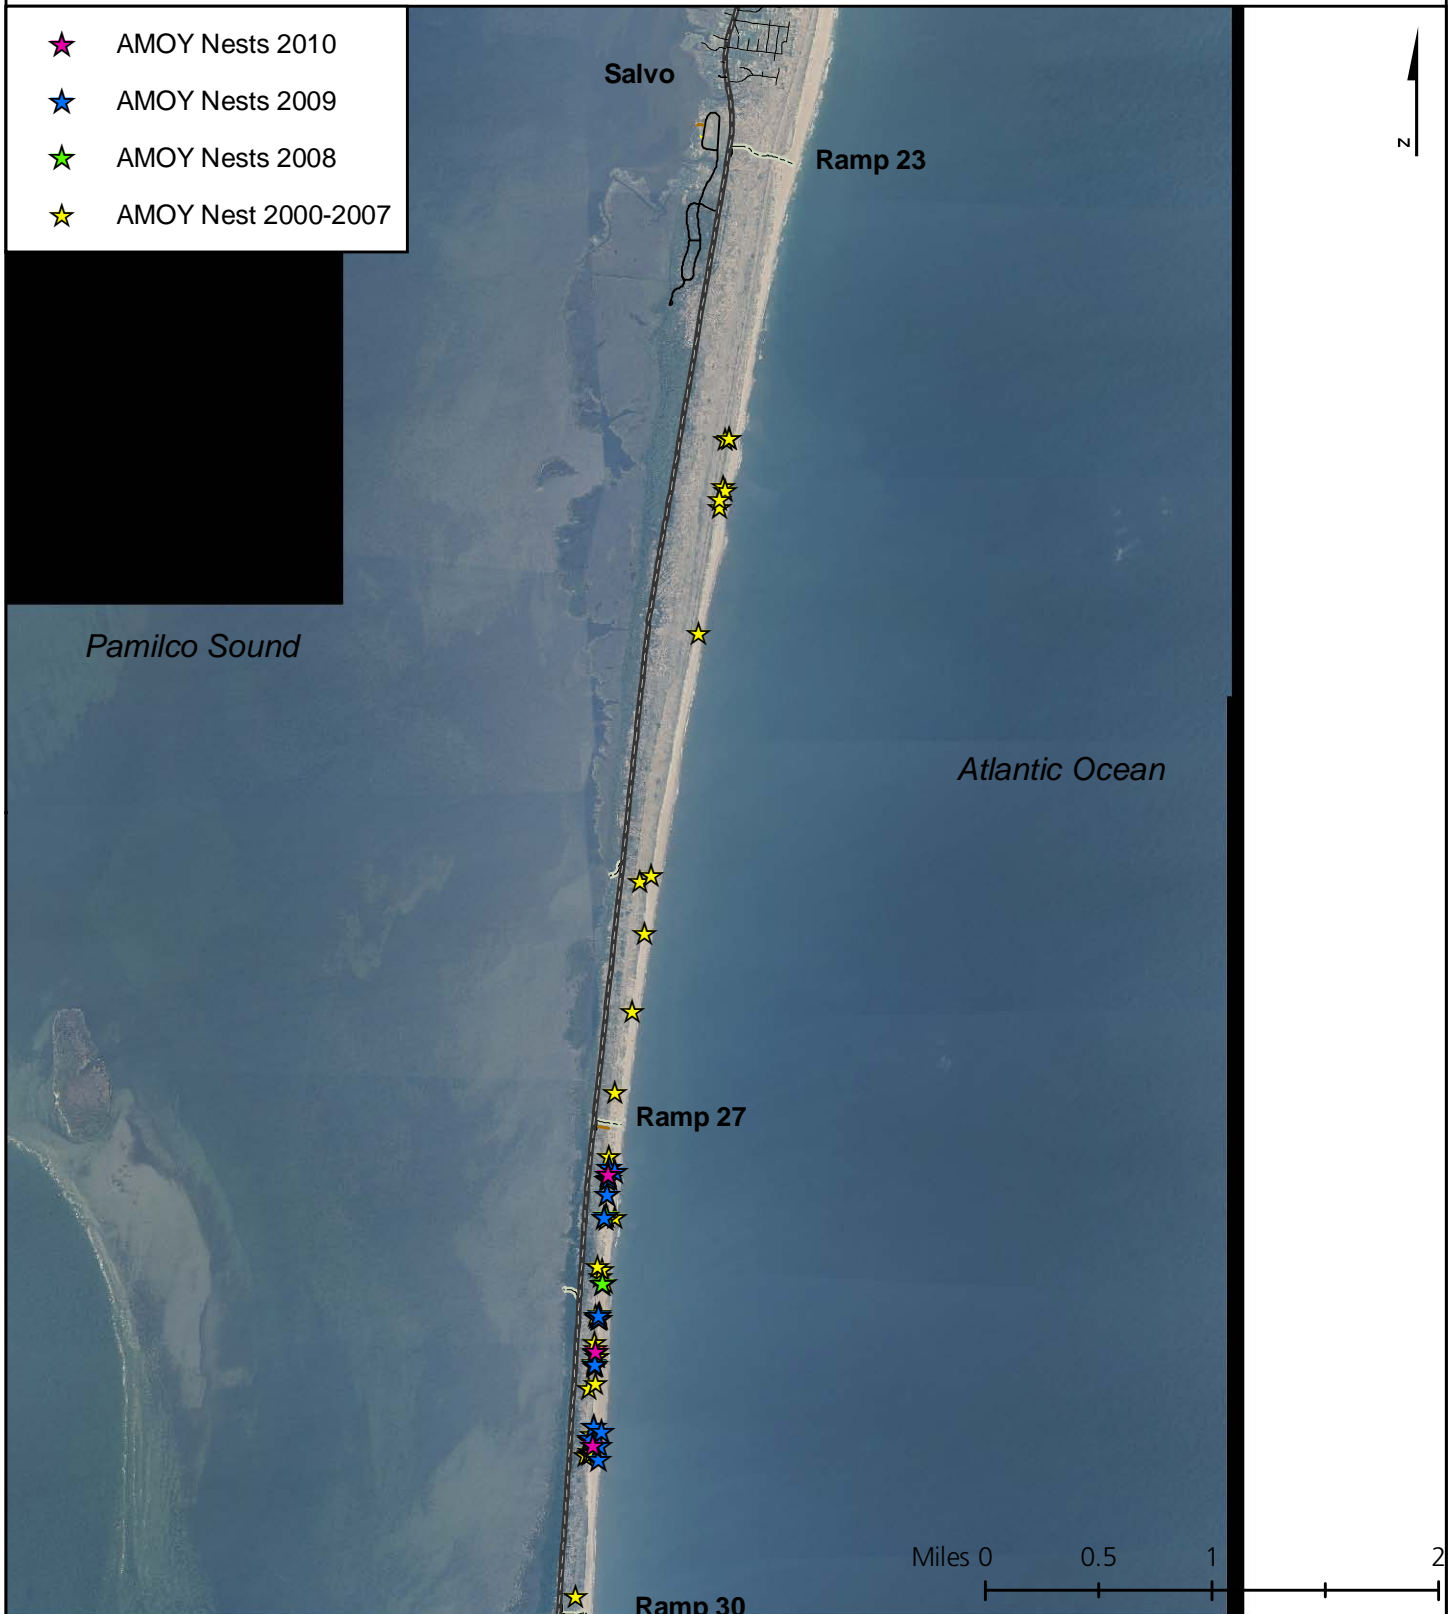 AMOY Nests 2010
AMOY Nests 2009
AMOY Nests 2008
AMOY Nest 2000-2007
Salvo
N
Ramp 23
Pamilco Sound
Atlantic Ocean
Ramp 27
Miles 0 0.5 1 2
Ramp 30